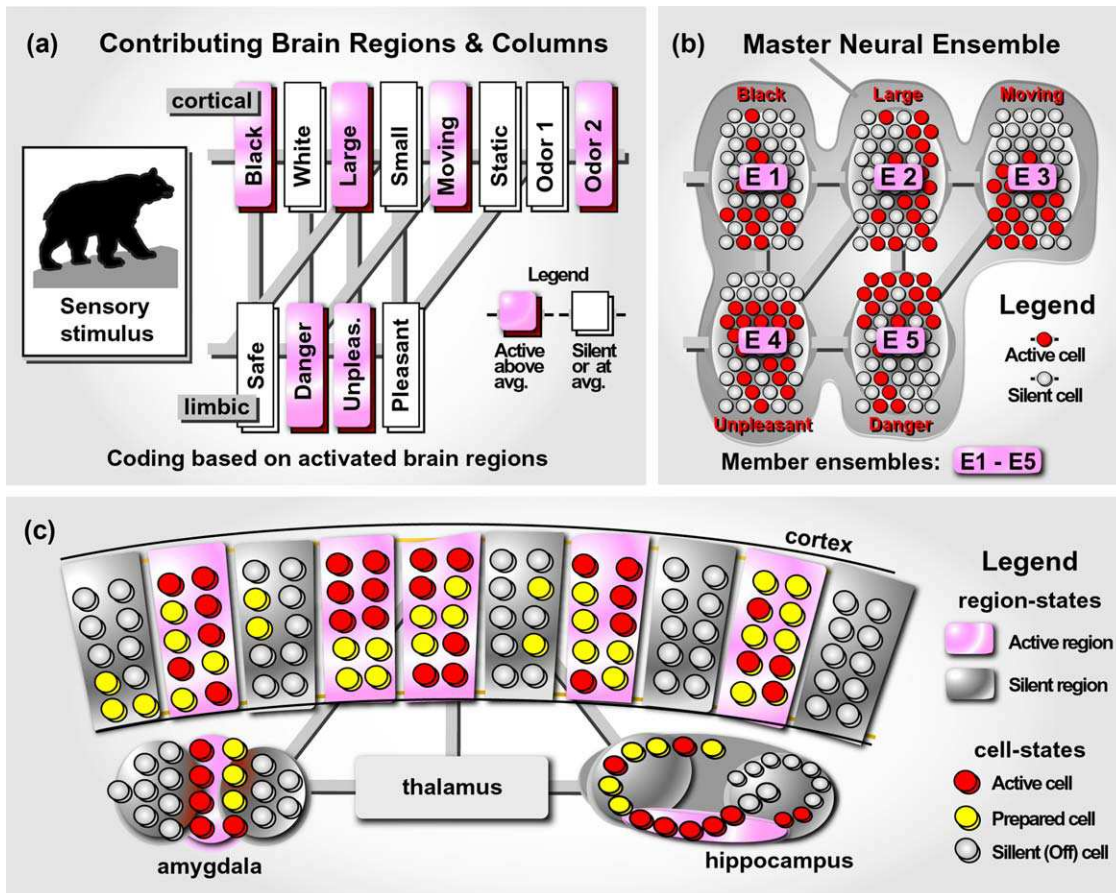 (a) Contributing Brain Regions & Columns
cortical
Black
White
Large
Small
Moving
Static
Odor 1
Odor 2
Sensory
stimulus
Legend
Active
above
avg.
Silent
or at
avg.
Safe
Danger
Unpleas.
Pleasant
limbic
Coding based on activated brain regions
(b) Master Neural Ensemble
Black
Large
Moving
E 1
E 2
E 3
E 4
E 5
Unpleasant
Danger
Legend
Active cell
Silent cell
Member ensembles: E1 - E5
(c)
cortex
thalamus
amygdala
hippocampus
Legend
region-states
Active region
Silent region
cell-states
Active cell
Prepared cell
Sillent (Off) cell